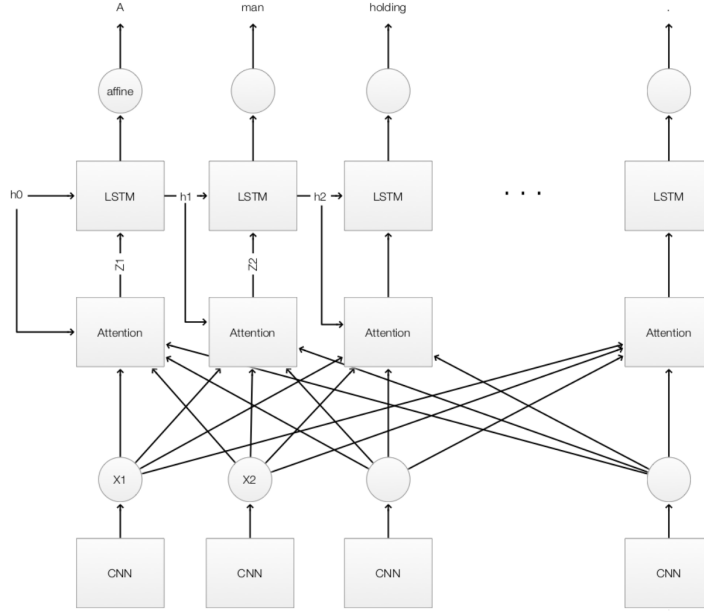 A man holding .
affine
h0 LSTM h1 LSTM h2 LSTM . . . LSTM
Z1 Z2
Attention Attention Attention Attention
X1 X2
CNN CNN CNN CNN